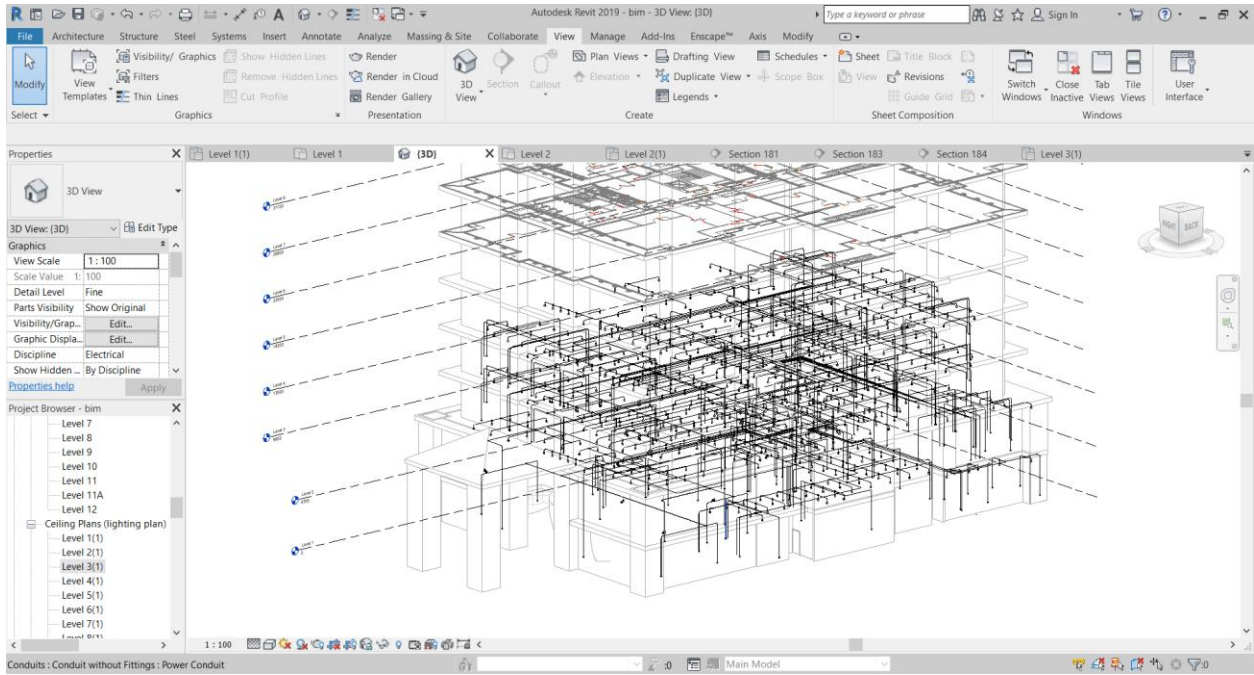 Autodesk Revit 2019 - bim - 3D View: {3D}
Type a keyword or phrase
Sign In
File Architecture Structure Steel Systems Insert Annotate Analyze Massing & Site Collaborate View Manage Add-Ins Enscape™ Axis Modify
Modify
View Templates
Visibility/ Graphics
Filters
Thin Lines
Show Hidden Lines
Remove Hidden Lines
Cut Profile
Render
Render in Cloud
Render Gallery
3D View
Section
Callout
Plan Views
Elevation
Drafting View
Duplicate View
Legends
Schedules
Scope Box
Sheet
View
Title Block
Revisions
Guide Grid
Switch Windows
Close Inactive
Tab Views
Tile Views
User Interface
Select Graphics Presentation Create Sheet Composition Windows
Properties
Level 1(1) Level 1 {3D} Level 2 Level 2(1) Section 181 Section 183 Section 184 Level 3(1)
3D View
3D View: {3D} Edit Type
Graphics
View Scale 1 : 100
Scale Value 1: 100
Detail Level Fine
Parts Visibility Show Original
Visibility/Grap... Edit...
Graphic Displa... Edit...
Discipline Electrical
Show Hidden ... By Discipline
Properties help Apply
Project Browser - bim
Level 7
Level 8
Level 9
Level 10
Level 11
Level 11A
Level 12
Ceiling Plans (lighting plan)
Level 1(1)
Level 2(1)
Level 3(1)
Level 4(1)
Level 5(1)
Level 6(1)
Level 7(1)
RIGHT BACK
1 : 100
Conduits : Conduit without Fittings : Power Conduit
:0
Main Model
:0